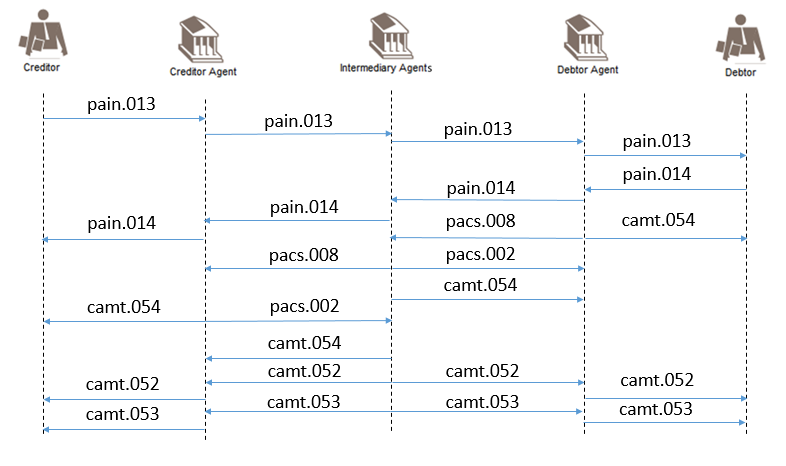 Creditor
Creditor Agent
Intermediary Agents
Debtor Agent
Debtor
pain.013
pain.013
pain.013
pain.013
pain.014
pain.014
pain.014
pain.014
pacs.008
camt.054
pacs.008
pacs.002
camt.054
camt.054
pacs.002
camt.054
camt.052
camt.052
camt.052
camt.052
camt.053
camt.053
camt.053
camt.053